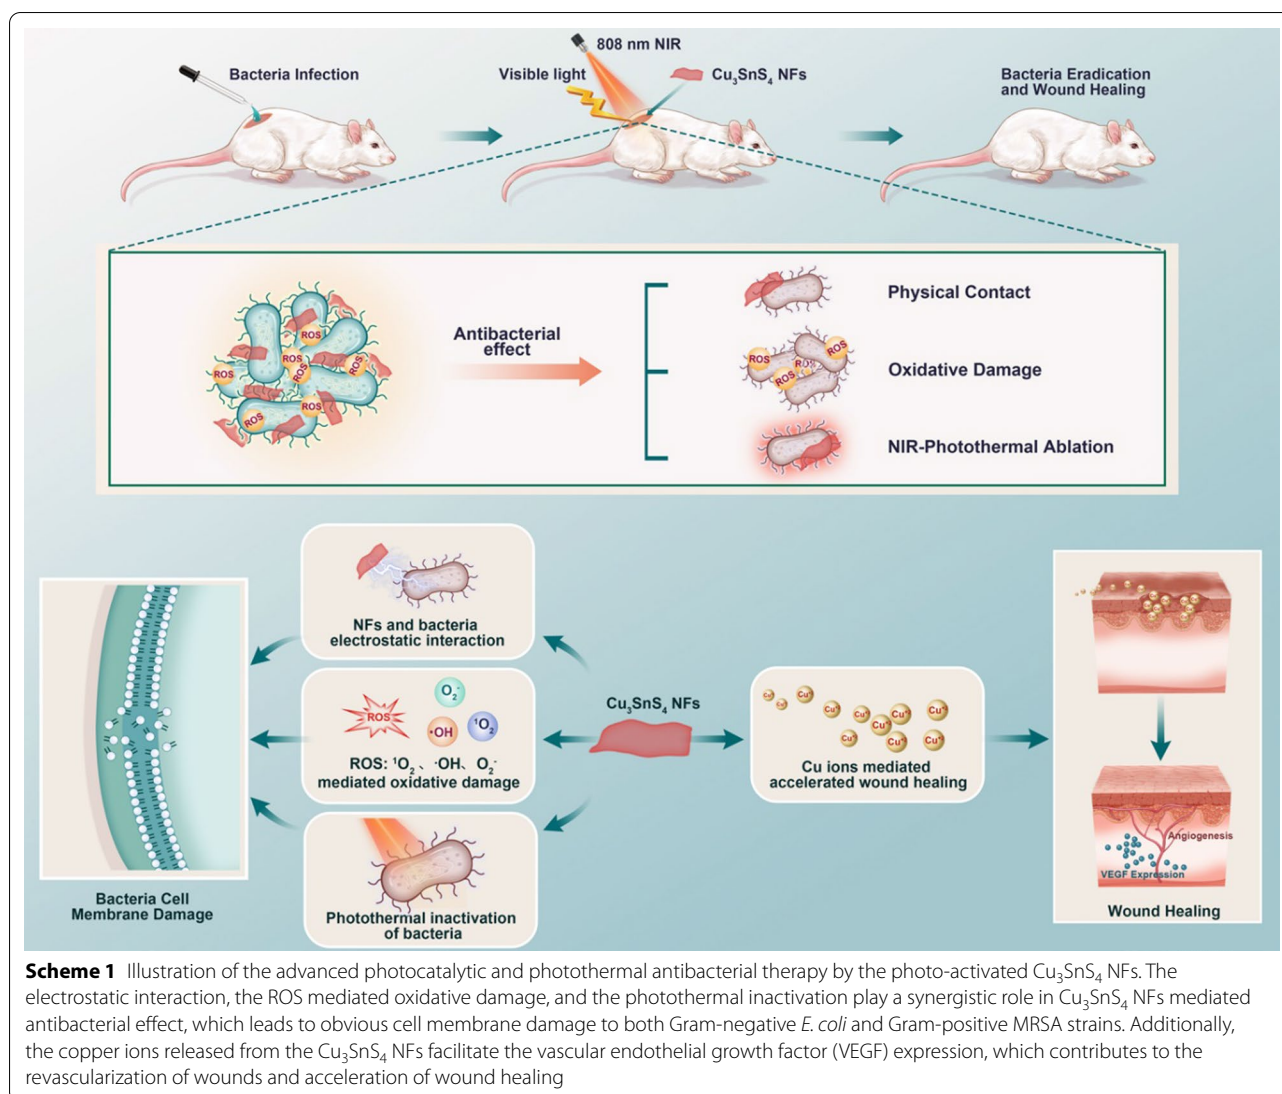 808 nm NIR
Bacteria Infection
Visible light
Cu₃SnS₄ NFs
Bacteria Eradication
and Wound Healing
Antibacterial
effect
ROS
ROS
ROS
ROS
ROS
ROS
ROS
Physical Contact
ROS
ROS
ROS
ROS
Oxidative Damage
NIR-Photothermal Ablation
NFs and bacteria
electrostatic interaction
ROS
O₂⁻
·OH
¹O₂
ROS: ¹O₂ 、 ·OH、 O₂⁻
mediated oxidative damage
Photothermal inactivation
of bacteria
Bacteria Cell
Membrane Damage
Cu₃SnS₄ NFs
Cu ions mediated
accelerated wound healing
Angiogenesis
VEGF Expression
Wound Healing
Scheme 1 Illustration of the advanced photocatalytic and photothermal antibacterial therapy by the photo-activated Cu₃SnS₄ NFs. The
electrostatic interaction, the ROS mediated oxidative damage, and the photothermal inactivation play a synergistic role in Cu₃SnS₄ NFs mediated
antibacterial effect, which leads to obvious cell membrane damage to both Gram-negative E. coli and Gram-positive MRSA strains. Additionally,
the copper ions released from the Cu₃SnS₄ NFs facilitate the vascular endothelial growth factor (VEGF) expression, which contributes to the
revascularization of wounds and acceleration of wound healing